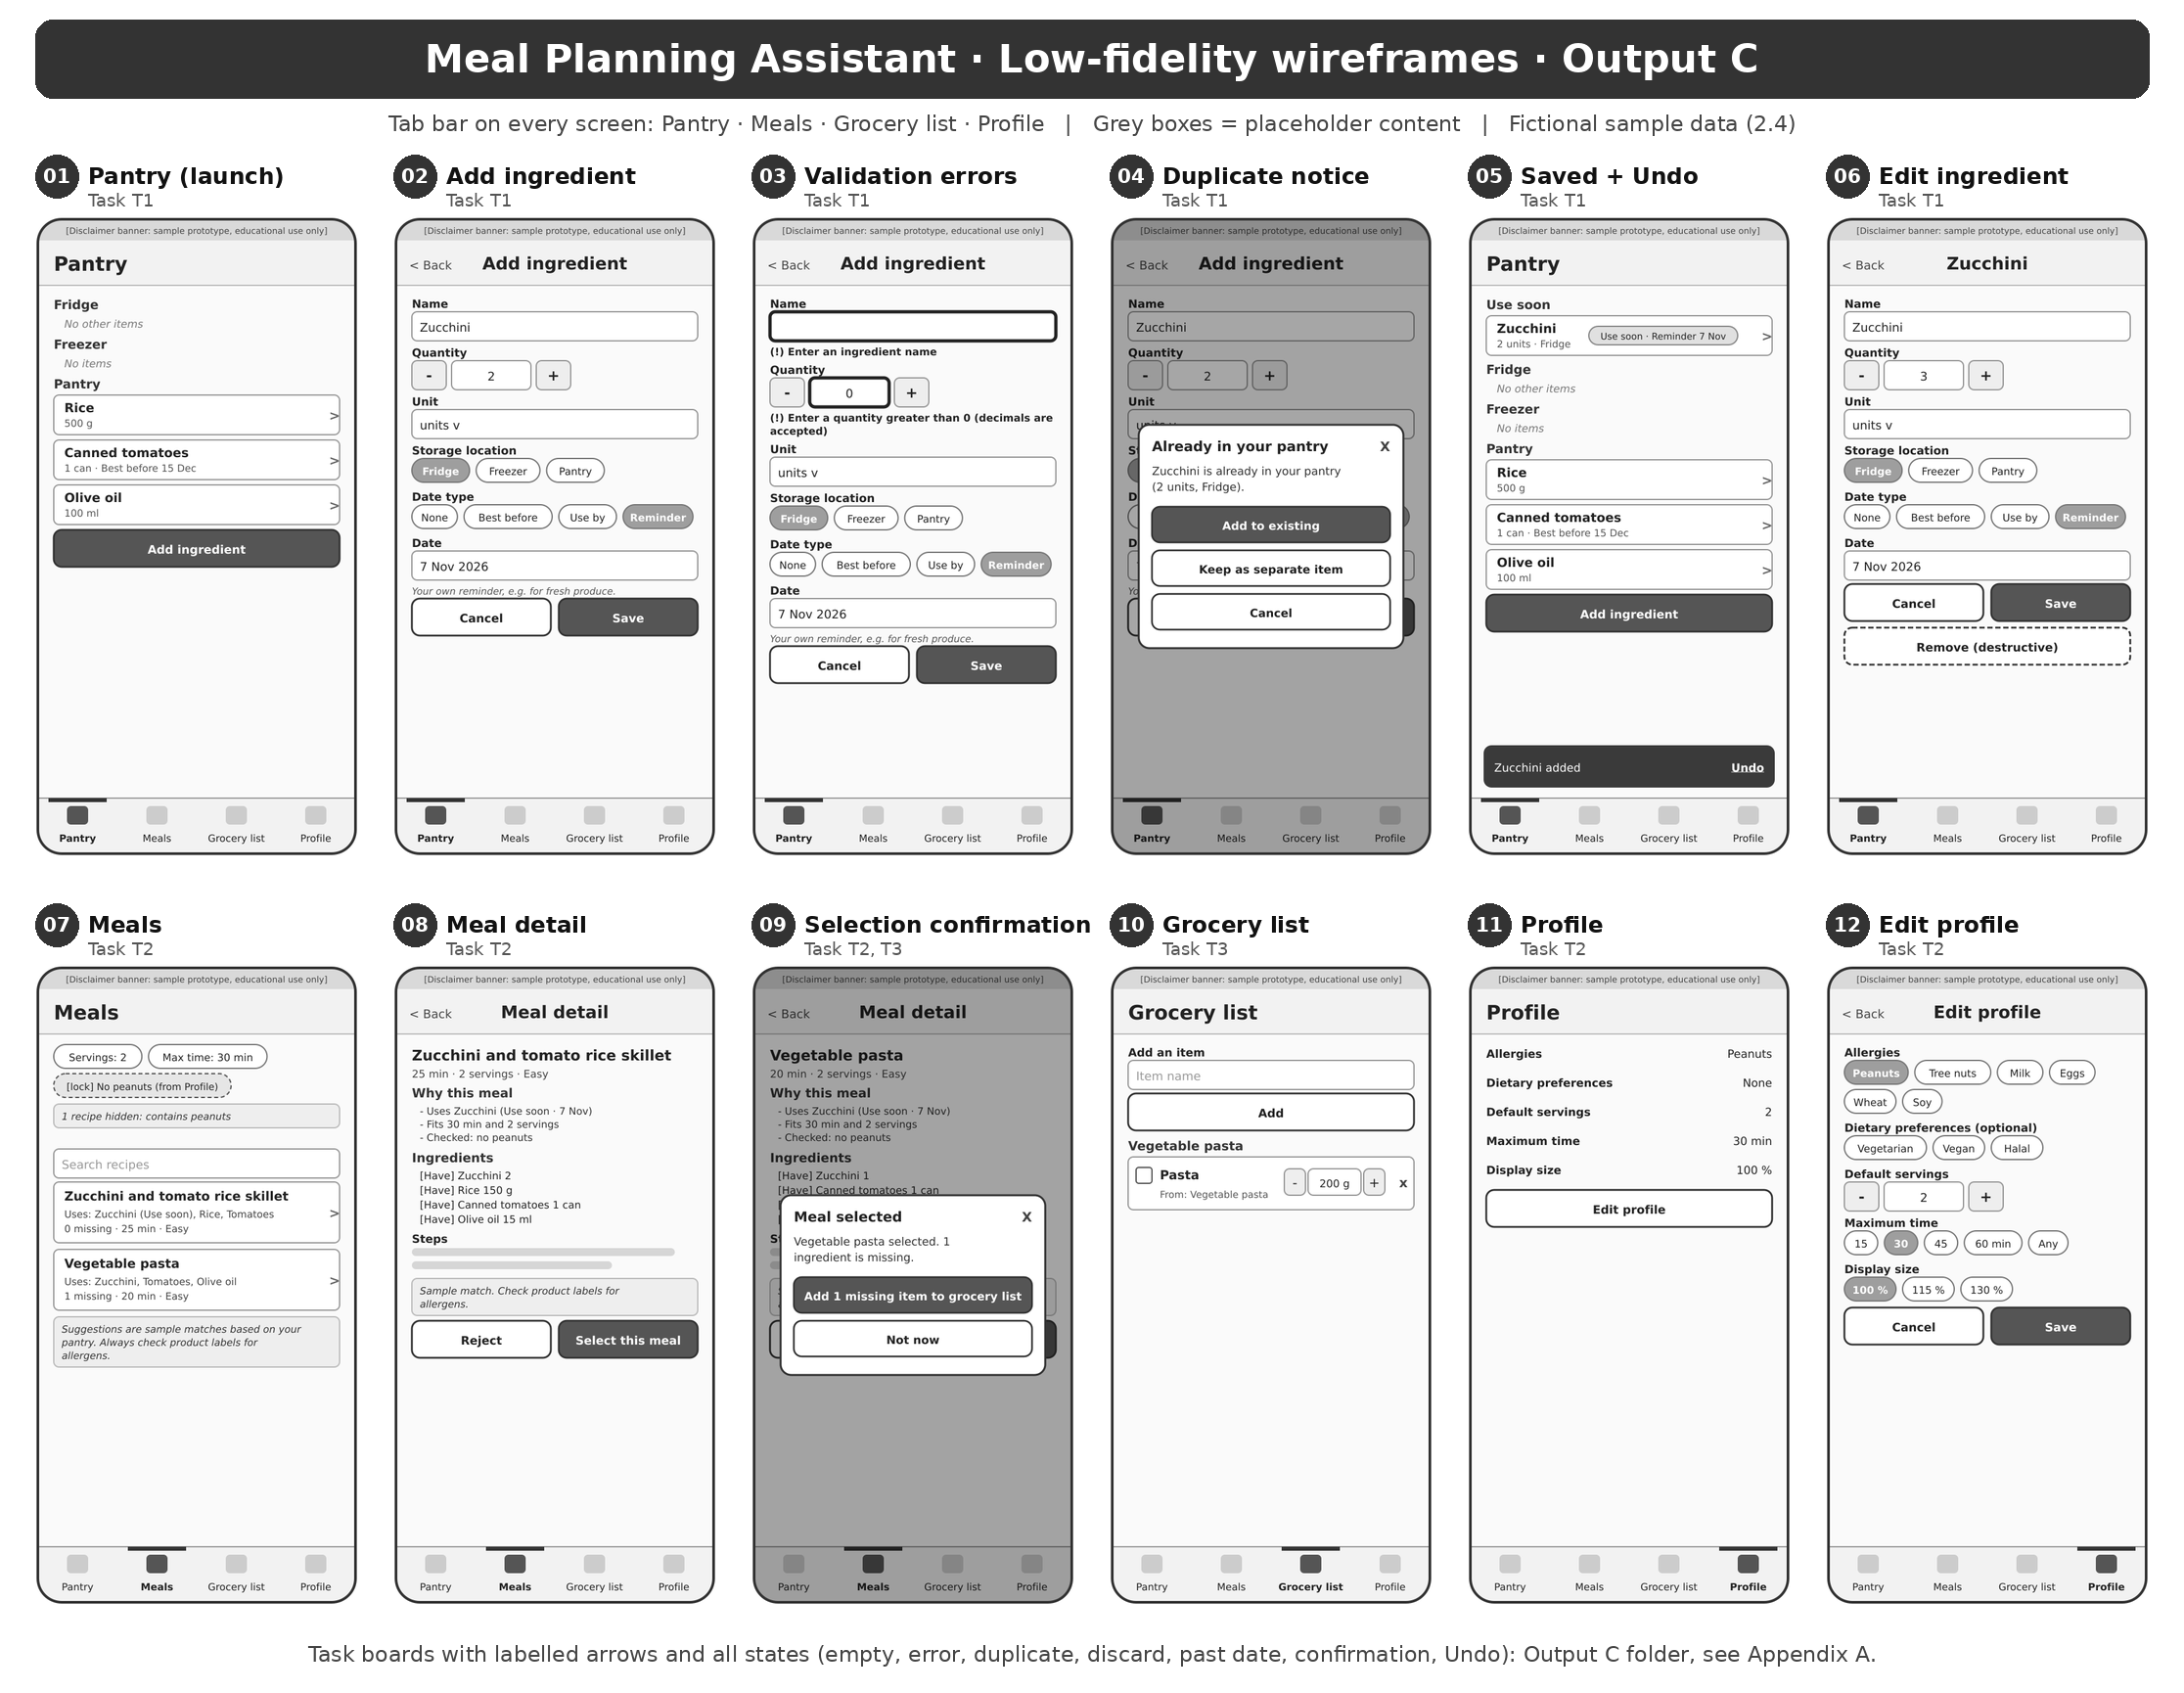 Meal Planning Assistant · Low-fidelity wireframes · Output C
Tab bar on every screen: Pantry · Meals · Grocery list · Profile | Grey boxes = placeholder content | Fictional sample data (2.4)
01 Pantry (launch)
Task T1
[Disclaimer banner: sample prototype, educational use only]
Pantry
Fridge
No other items
Freezer
No items
Pantry
Rice
500 g
>
Canned tomatoes
1 can · Best before 15 Dec
>
Olive oil
100 ml
>
Add ingredient
Pantry Meals Grocery list Profile
02 Add ingredient
Task T1
[Disclaimer banner: sample prototype, educational use only]
< Back Add ingredient
Name
Zucchini
Quantity
- 2 +
Unit
units v
Storage location
Fridge Freezer Pantry
Date type
None Best before Use by Reminder
Date
7 Nov 2026
Your own reminder, e.g. for fresh produce.
Cancel Save
Pantry Meals Grocery list Profile
03 Validation errors
Task T1
[Disclaimer banner: sample prototype, educational use only]
< Back Add ingredient
Name
(!) Enter an ingredient name
Quantity
- 0 +
(!) Enter a quantity greater than 0 (decimals are
accepted)
Unit
units v
Storage location
Fridge Freezer Pantry
Date type
None Best before Use by Reminder
Date
7 Nov 2026
Your own reminder, e.g. for fresh produce.
Cancel Save
Pantry Meals Grocery list Profile
04 Duplicate notice
Task T1
[Disclaimer banner: sample prototype, educational use only]
< Back Add ingredient
Name
Zucchini
Quantity
- 2 +
Unit
Already in your pantry X
Zucchini is already in your pantry
(2 units, Fridge).
Add to existing
Keep as separate item
Cancel
Pantry Meals Grocery list Profile
05 Saved + Undo
Task T1
[Disclaimer banner: sample prototype, educational use only]
Pantry
Use soon
Zucchini
2 units · Fridge
Use soon · Reminder 7 Nov >
Fridge
No other items
Freezer
No items
Pantry
Rice
500 g
>
Canned tomatoes
1 can · Best before 15 Dec
>
Olive oil
100 ml
>
Add ingredient
Zucchini added Undo
Pantry Meals Grocery list Profile
06 Edit ingredient
Task T1
[Disclaimer banner: sample prototype, educational use only]
< Back Zucchini
Name
Zucchini
Quantity
- 3 +
Unit
units v
Storage location
Fridge Freezer Pantry
Date type
None Best before Use by Reminder
Date
7 Nov 2026
Cancel Save
Remove (destructive)
Pantry Meals Grocery list Profile
07 Meals
Task T2
[Disclaimer banner: sample prototype, educational use only]
Meals
Servings: 2 Max time: 30 min
[lock] No peanuts (from Profile)
1 recipe hidden: contains peanuts
Search recipes
Zucchini and tomato rice skillet
Uses: Zucchini (Use soon), Rice, Tomatoes
0 missing · 25 min · Easy
>
Vegetable pasta
Uses: Zucchini, Tomatoes, Olive oil
1 missing · 20 min · Easy
>
Suggestions are sample matches based on your
pantry. Always check product labels for
allergens.
Pantry Meals Grocery list Profile
08 Meal detail
Task T2
[Disclaimer banner: sample prototype, educational use only]
< Back Meal detail
Zucchini and tomato rice skillet
25 min · 2 servings · Easy
Why this meal
- Uses Zucchini (Use soon · 7 Nov)
- Fits 30 min and 2 servings
- Checked: no peanuts
Ingredients
[Have] Zucchini 2
[Have] Rice 150 g
[Have] Canned tomatoes 1 can
[Have] Olive oil 15 ml
Steps
Sample match. Check product labels for
allergens.
Reject Select this meal
Pantry Meals Grocery list Profile
09 Selection confirmation
Task T2, T3
[Disclaimer banner: sample prototype, educational use only]
< Back Meal detail
Vegetable pasta
20 min · 2 servings · Easy
Why this meal
- Uses Zucchini (Use soon · 7 Nov)
- Fits 30 min and 2 servings
- Checked: no peanuts
Ingredients
[Have] Zucchini 1
[Have] Canned tomatoes 1 can
Meal selected X
Vegetable pasta selected. 1
ingredient is missing.
Add 1 missing item to grocery list
Not now
Pantry Meals Grocery list Profile
10 Grocery list
Task T3
[Disclaimer banner: sample prototype, educational use only]
Grocery list
Add an item
Item name
Add
Vegetable pasta
Pasta
From: Vegetable pasta
- 200 g + x
Pantry Meals Grocery list Profile
11 Profile
Task T2
[Disclaimer banner: sample prototype, educational use only]
Profile
Allergies Peanuts
Dietary preferences None
Default servings 2
Maximum time 30 min
Display size 100 %
Edit profile
Pantry Meals Grocery list Profile
12 Edit profile
Task T2
[Disclaimer banner: sample prototype, educational use only]
< Back Edit profile
Allergies
Peanuts Tree nuts Milk Eggs
Wheat Soy
Dietary preferences (optional)
Vegetarian Vegan Halal
Default servings
- 2 +
Maximum time
15 30 45 60 min Any
Display size
100 % 115 % 130 %
Cancel Save
Pantry Meals Grocery list Profile
Task boards with labelled arrows and all states (empty, error, duplicate, discard, past date, confirmation, Undo): Output C folder, see Appendix A.